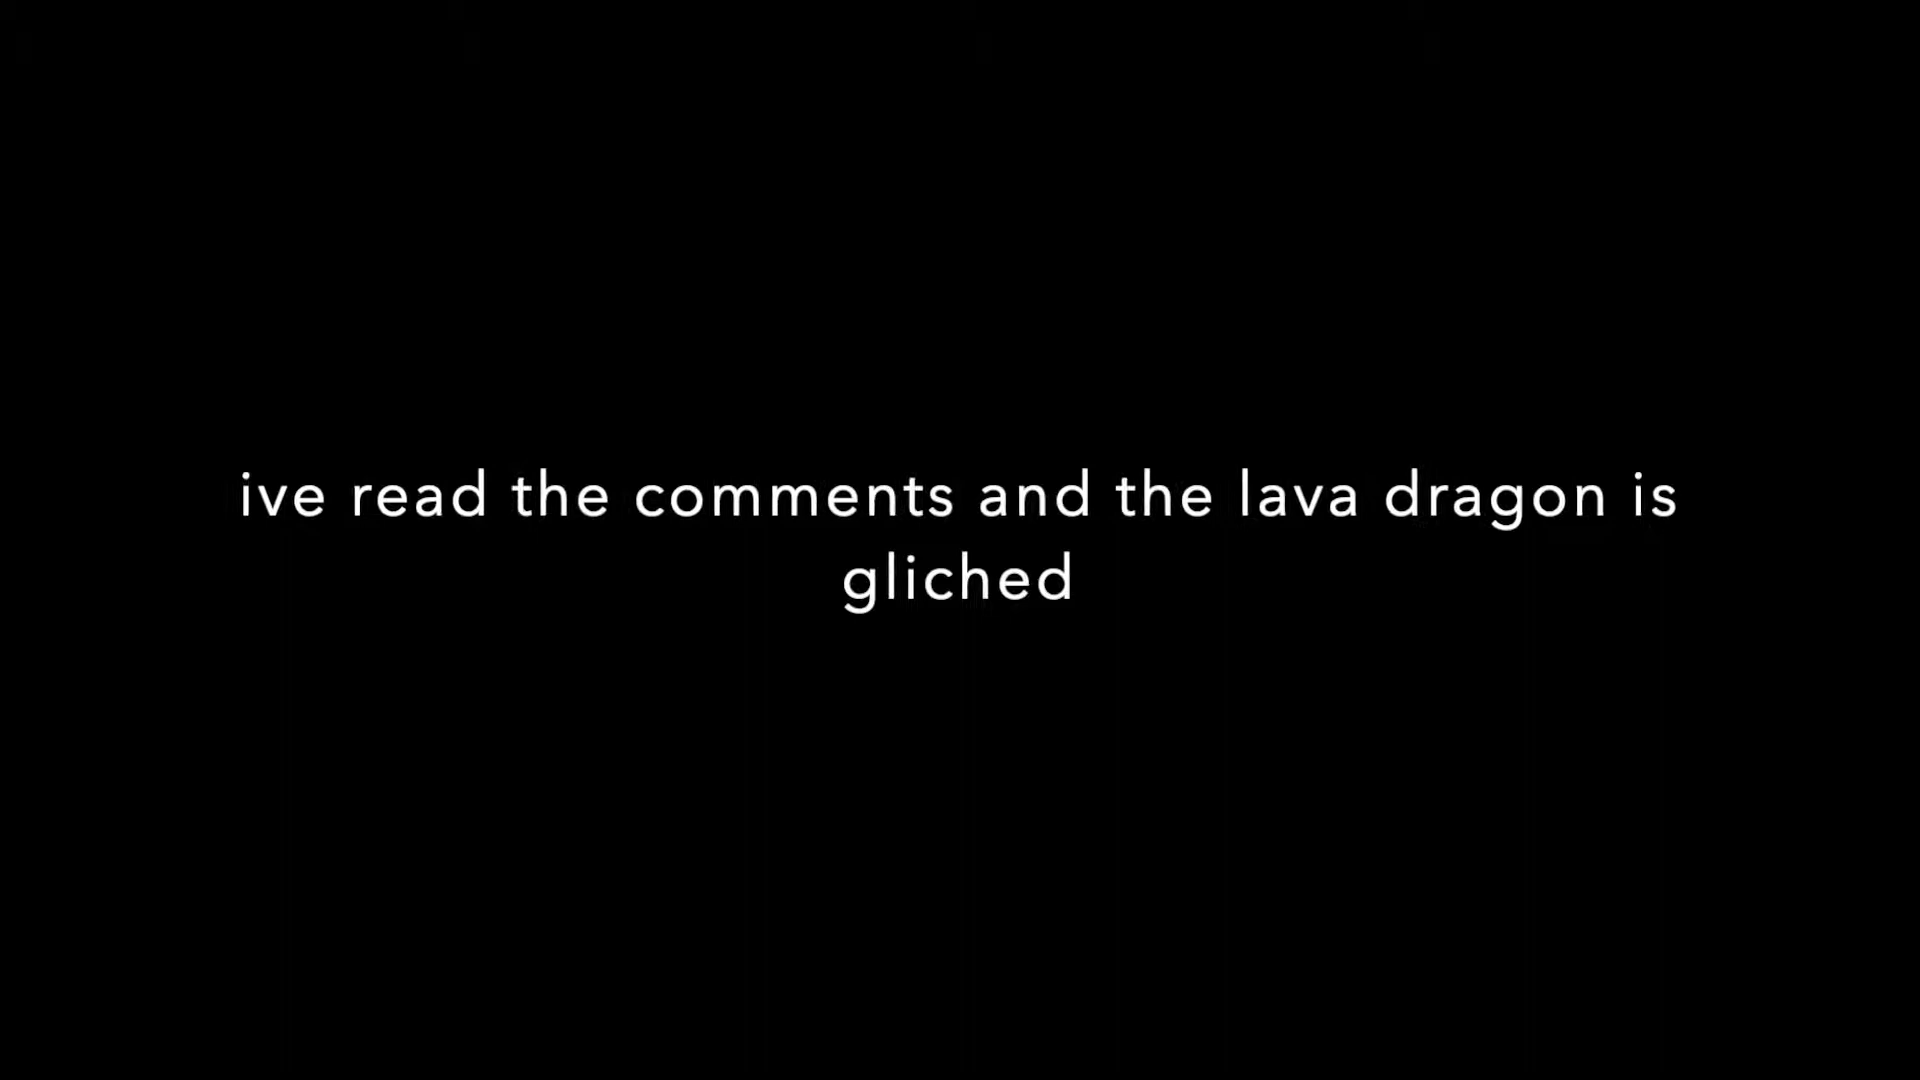 ive read the comments and the lava dragon is
gliched